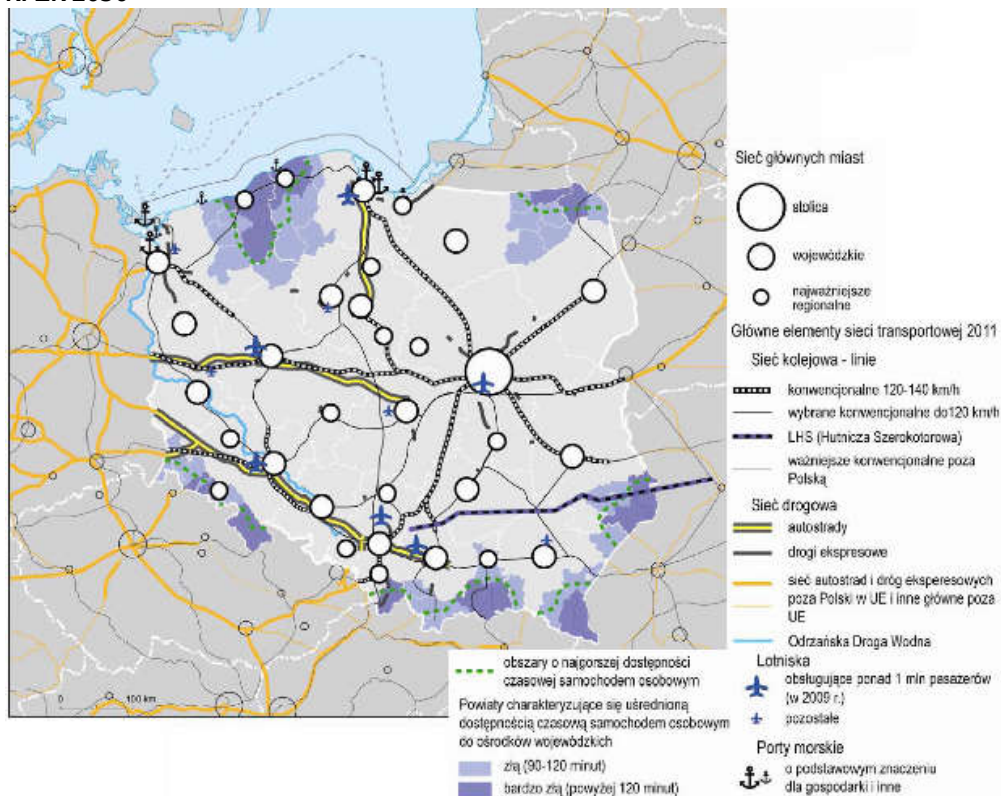 KPZK 2030
Sieć głównych miast
stolica
wojewódzkie
najważniejsze
regionalne
Główne elementy sieci transportowej 2011
Sieć kolejowa - linie
konwencjonalne 120-140 km/h
wybrane konwencjonalne do120 km/h
LHS (Hutnicza Szerokotorowa)
ważniejsze konwencjonalne poza
Polską
Sieć drogowa
autostrady
drogi ekspresowe
sieć autostrad i dróg eksperesowych
poza Polski w UE i inne główne poza
UE
Odrzańska Droga Wodna
Lotniska
obsługujące ponad 1 mln pasażerów
(w 2009 r.)
pozostałe
Porty morskie
o podstawowym znaczeniu
dla gospodarki i inne
obszary o najgorszej dostępności
czasowej samochodem osobowym
Powiaty charakteryzujące się uśrednioną
dostępnością czasową samochodem osobowym
do ośrodków wojewódzkich
złą (90-120 minut)
bardzo złą (powyżej 120 minut)
0 100 km